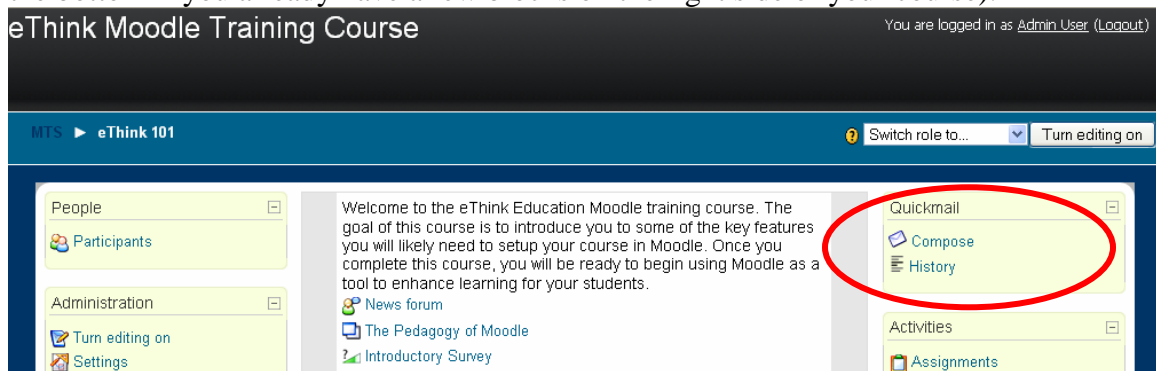 eThink Moodle Training Course
You are logged in as Admin User (Logout)
MTS ► eThink 101
Switch role to...
Turn editing on
People
Participants
Administration
Turn editing on
Settings
Welcome to the eThink Education Moodle training course. The
goal of this course is to introduce you to some of the key features
you will likely need to setup your course in Moodle. Once you
complete this course, you will be ready to begin using Moodle as a
tool to enhance learning for your students.
News forum
The Pedagogy of Moodle
Introductory Survey
Quickmail
Compose
History
Activities
Assignments